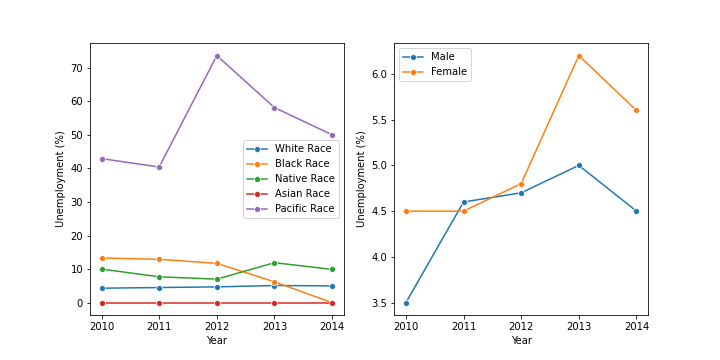 70
60
50
40
30
20
10
0
Unemployment (%)
White Race
Black Race
Native Race
Asian Race
Pacific Race
2010 2011 2012 2013 2014
Year
6.0
5.5
5.0
4.5
4.0
3.5
Unemployment (%)
Male
Female
2010 2011 2012 2013 2014
Year